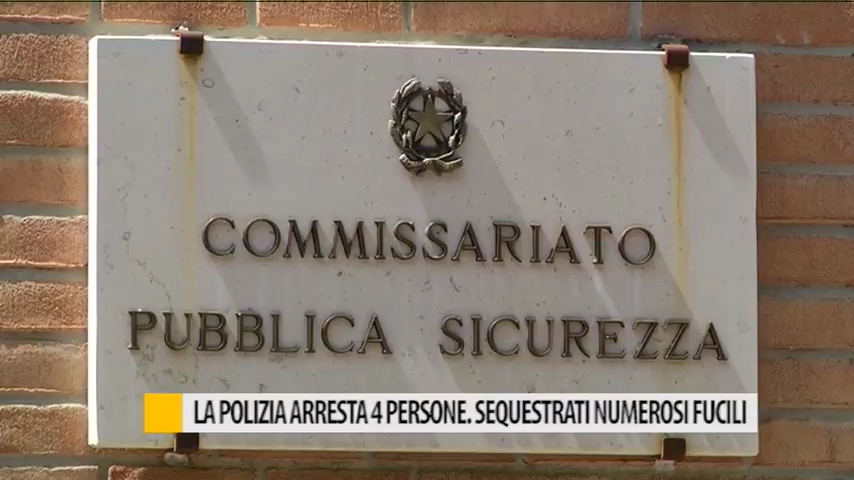 COMMISSARIATO
PUBBLICA SICUREZZA
LA POLIZIA ARRESTA 4 PERSONE. SEQUESTRATI NUMEROSI FUCILI